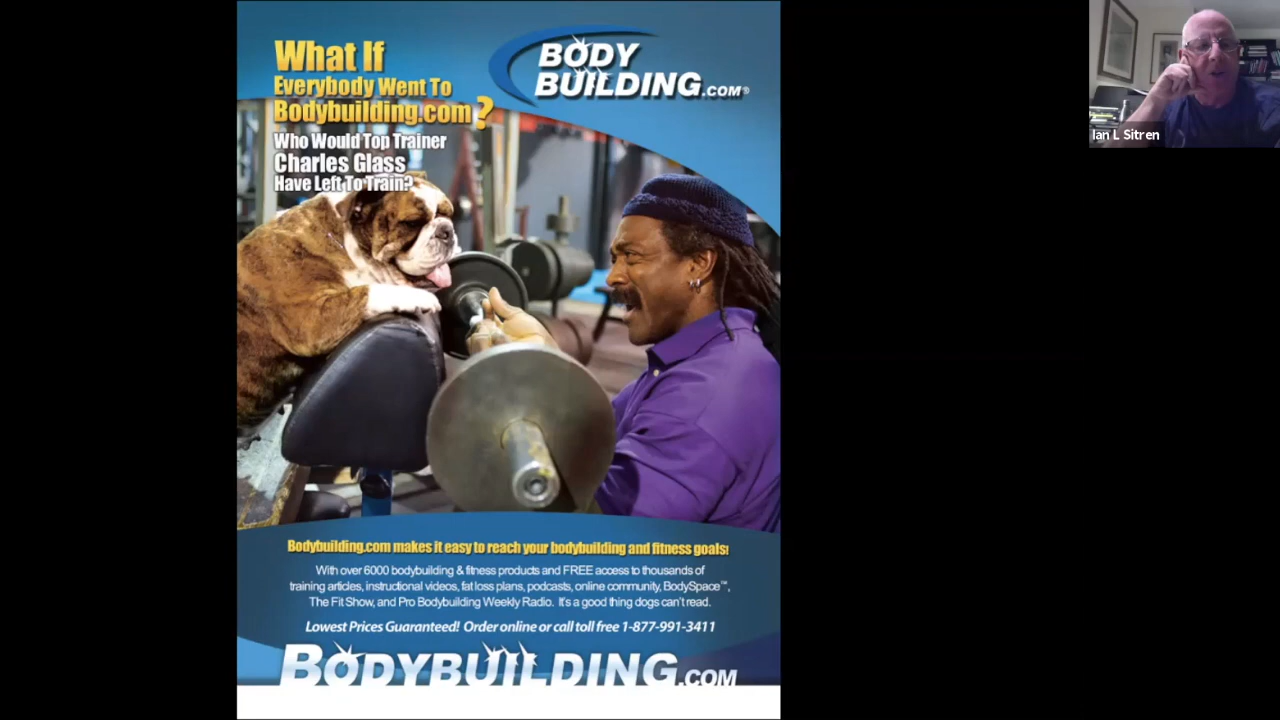 What If
Everybody Went To
Bodybuilding.com?
Who Would Top Trainer
Charles Glass
Have Left To Train?
BODY
BUILDING.COM®
Ian L Sitren
Bodybuilding.com makes it easy to reach your bodybuilding and fitness goals!
With over 6000 bodybuilding & fitness products and FREE access to thousands of
training articles, instructional videos, fat loss plans, podcasts, online community, BodySpace™,
The Fit Show, and Pro Bodybuilding Weekly Radio. It's a good thing dogs can't read.
Lowest Prices Guaranteed! Order online or call toll free 1-877-991-3411
BODYBUILDING.COM